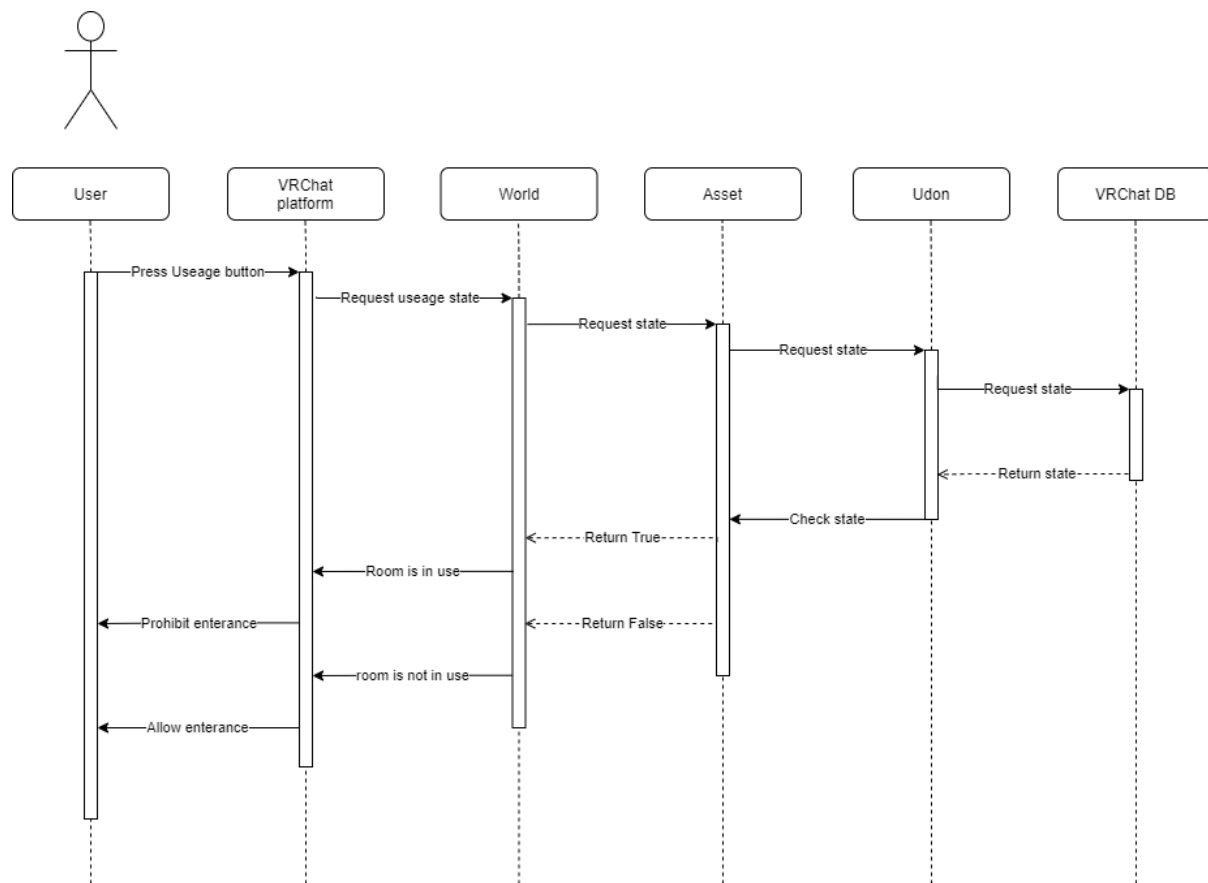 User
VRChat
platform
World
Asset
Udon
VRChat DB
Press Useage button
Request useage state
Request state
Request state
Request state
Return state
Check state
Return True
Room is in use
Prohibit enterance
Return False
room is not in use
Allow enterance